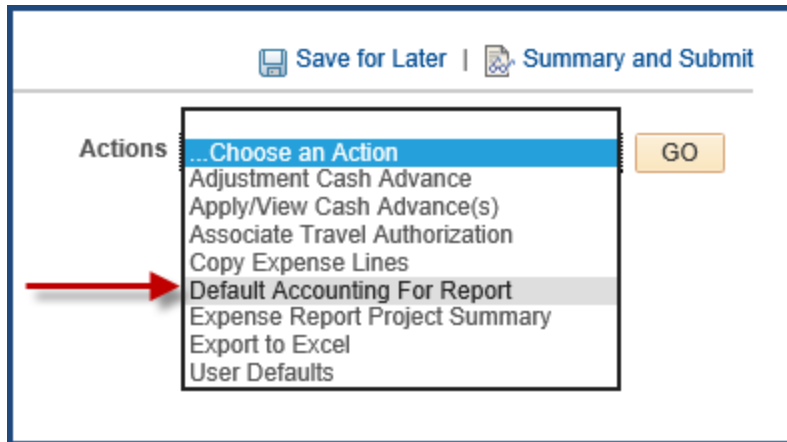 Save for Later | Summary and Submit
Actions
...Choose an Action
GO
Adjustment Cash Advance
Apply/View Cash Advance(s)
Associate Travel Authorization
Copy Expense Lines
Default Accounting For Report
Expense Report Project Summary
Export to Excel
User Defaults